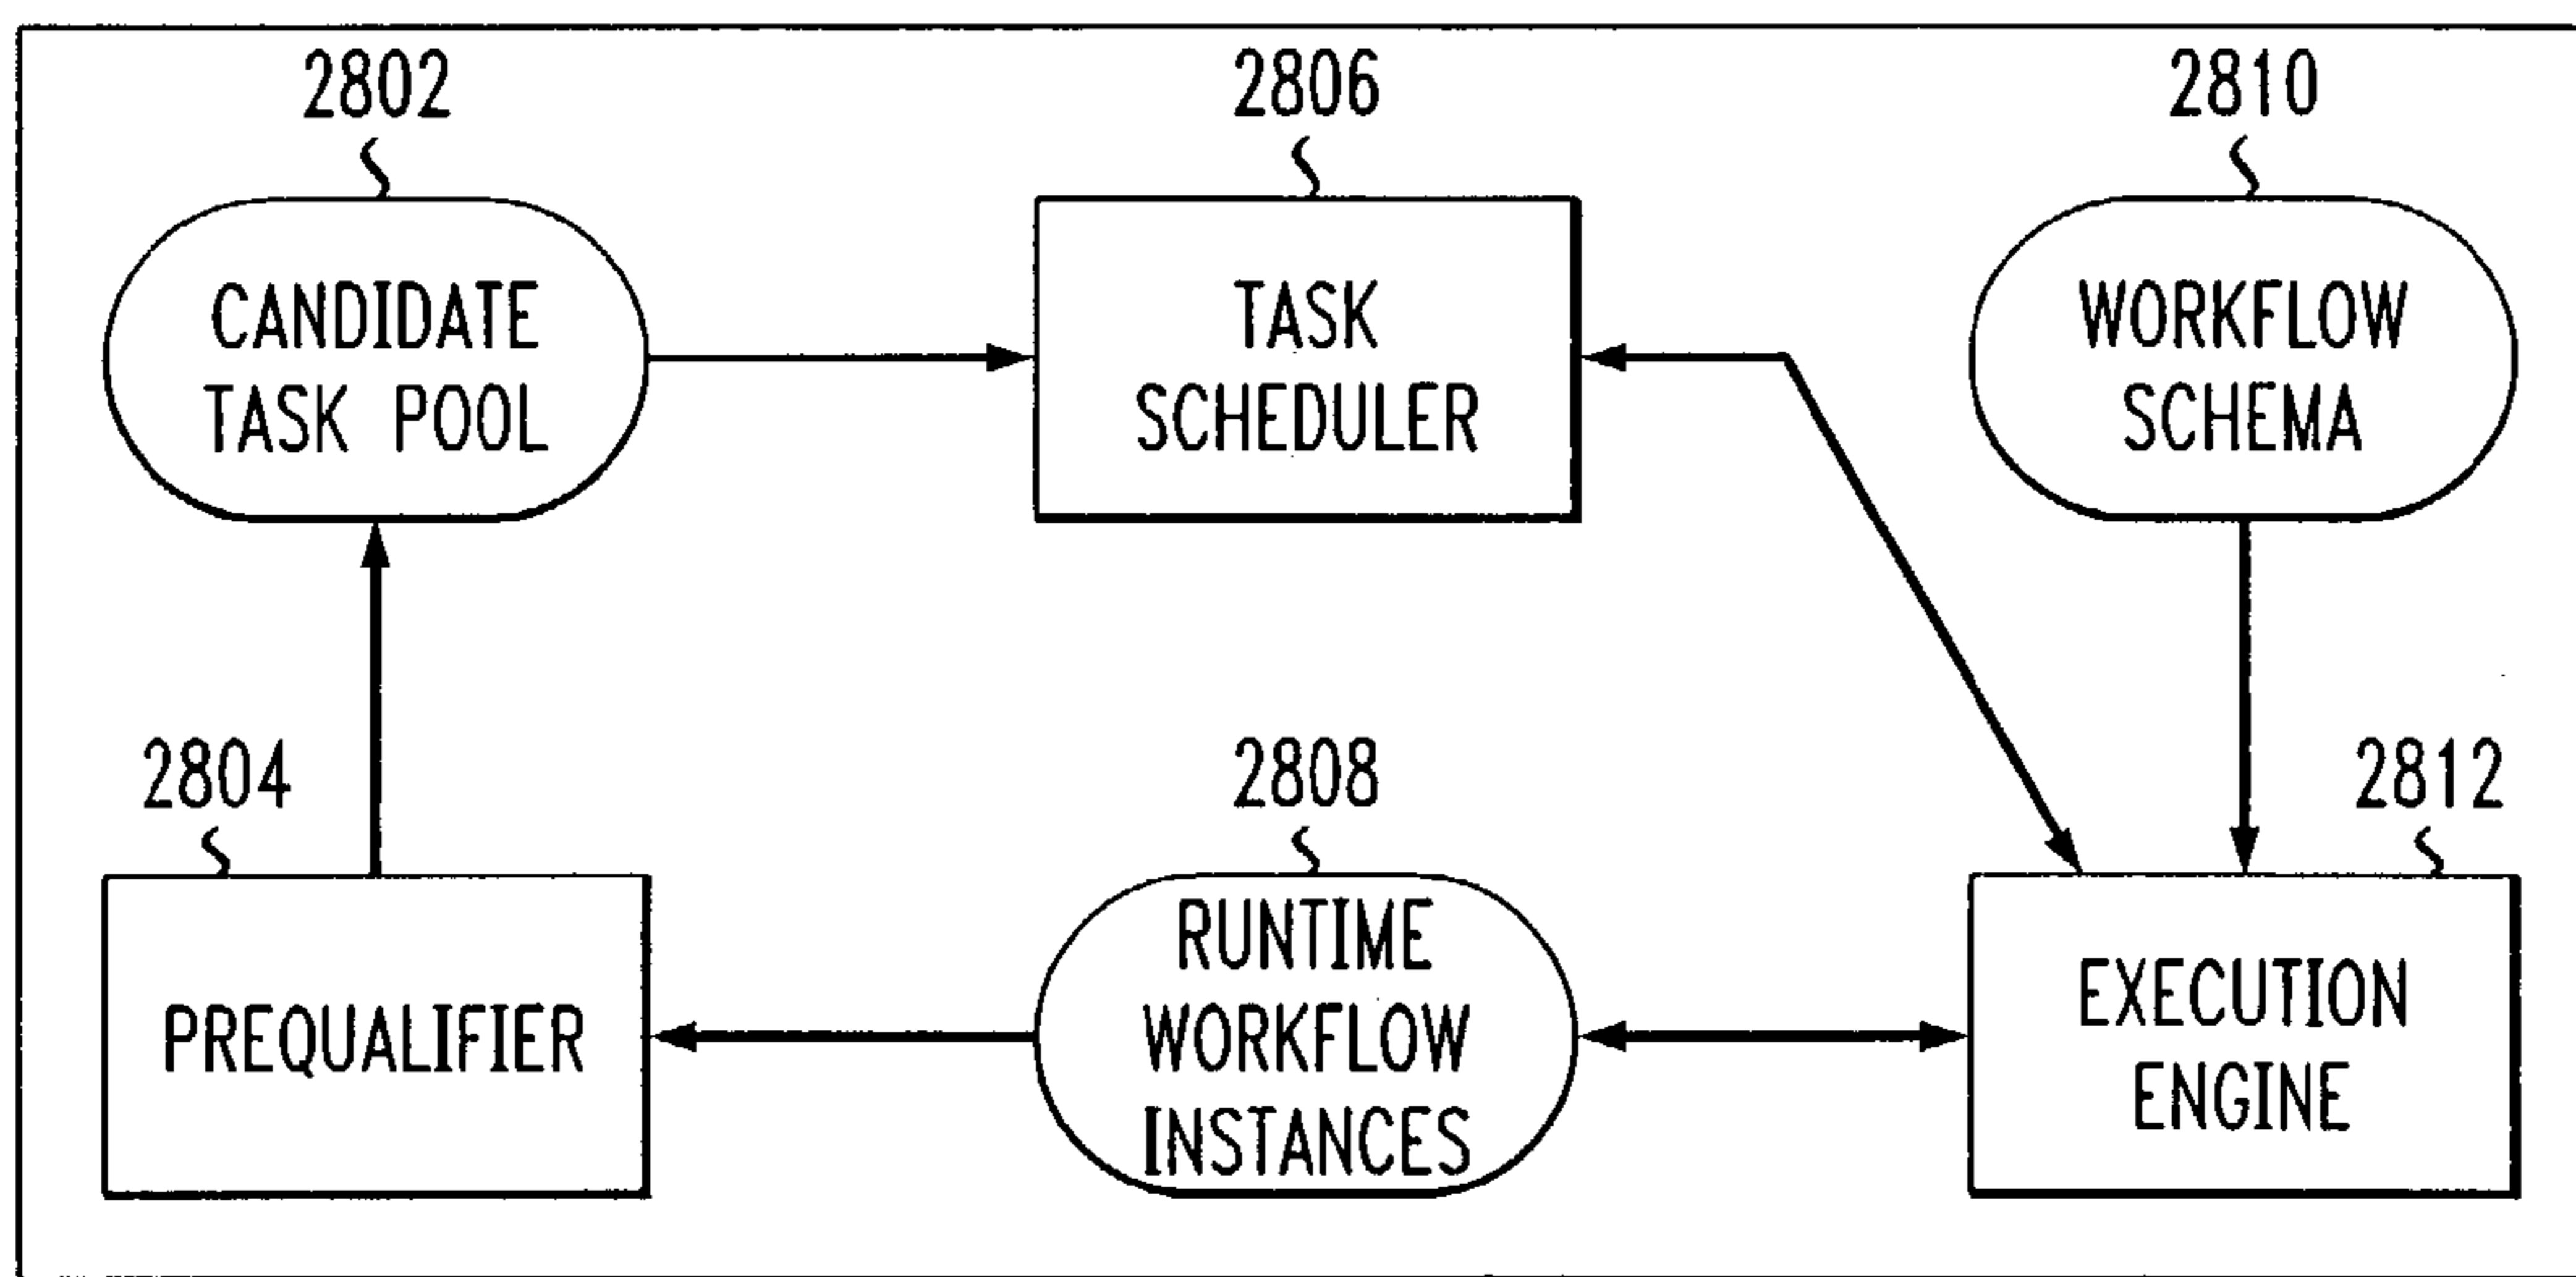 2802
2806
2810
CANDIDATE
TASK POOL
TASK
SCHEDULER
WORKFLOW
SCHEMA
2804
2808
2812
PREQUALIFIER
RUNTIME
WORKFLOW
INSTANCES
EXECUTION
ENGINE